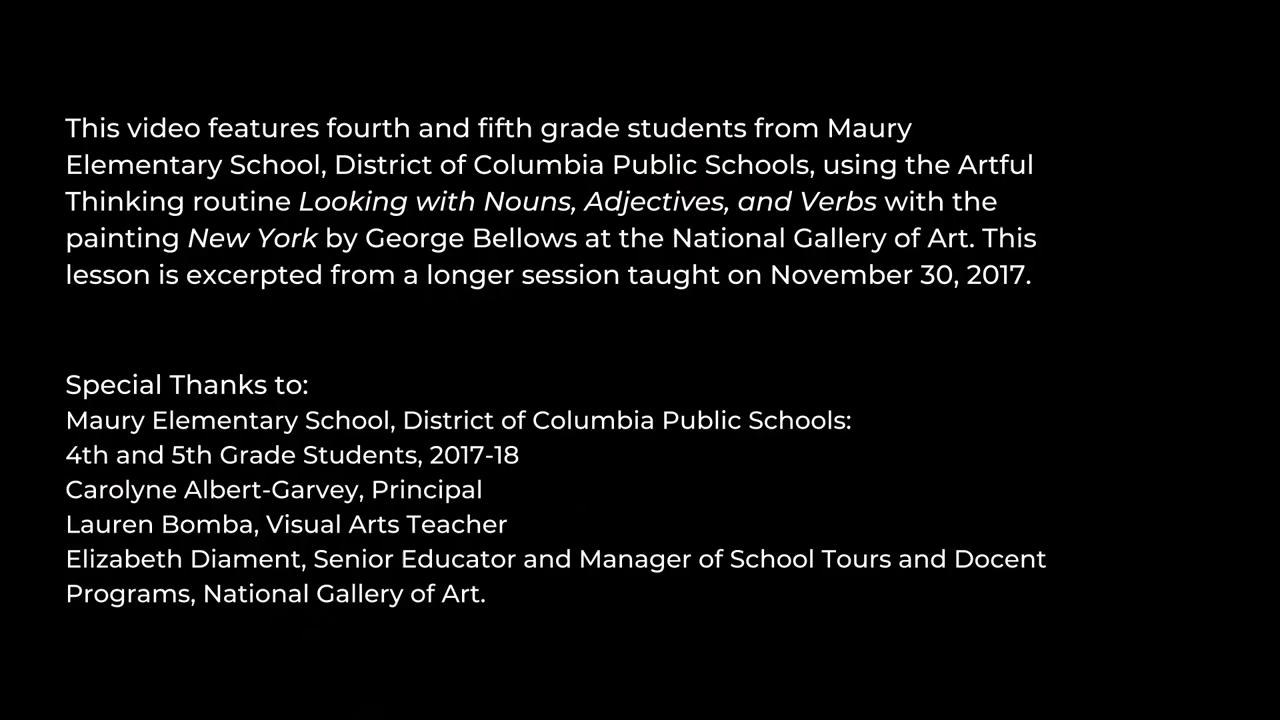 This video features fourth and fifth grade students from Maury
Elementary School, District of Columbia Public Schools, using the Artful
Thinking routine Looking with Nouns, Adjectives, and Verbs with the
painting New York by George Bellows at the National Gallery of Art. This
lesson is excerpted from a longer session taught on November 30, 2017.
Special Thanks to:
Maury Elementary School, District of Columbia Public Schools:
4th and 5th Grade Students, 2017-18
Carolyne Albert-Garvey, Principal
Lauren Bomba, Visual Arts Teacher
Elizabeth Diament, Senior Educator and Manager of School Tours and Docent
Programs, National Gallery of Art.